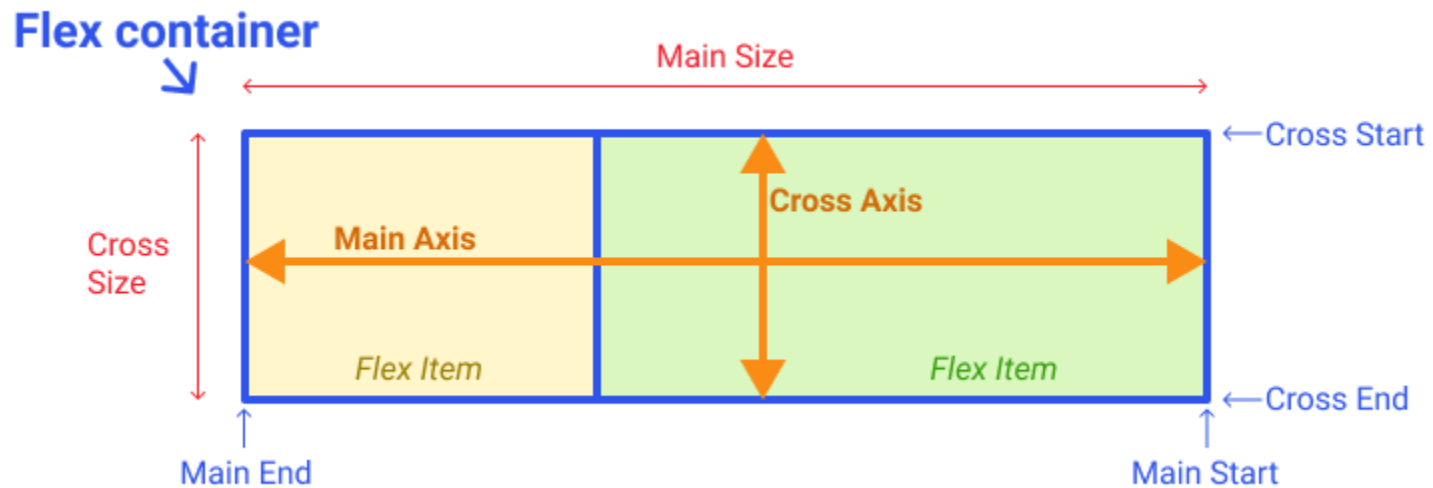 Flex container
Main Size
Cross Start
Cross Axis
Main Axis
Cross
Size
Flex Item
Flex Item
Cross End
Main End
Main Start